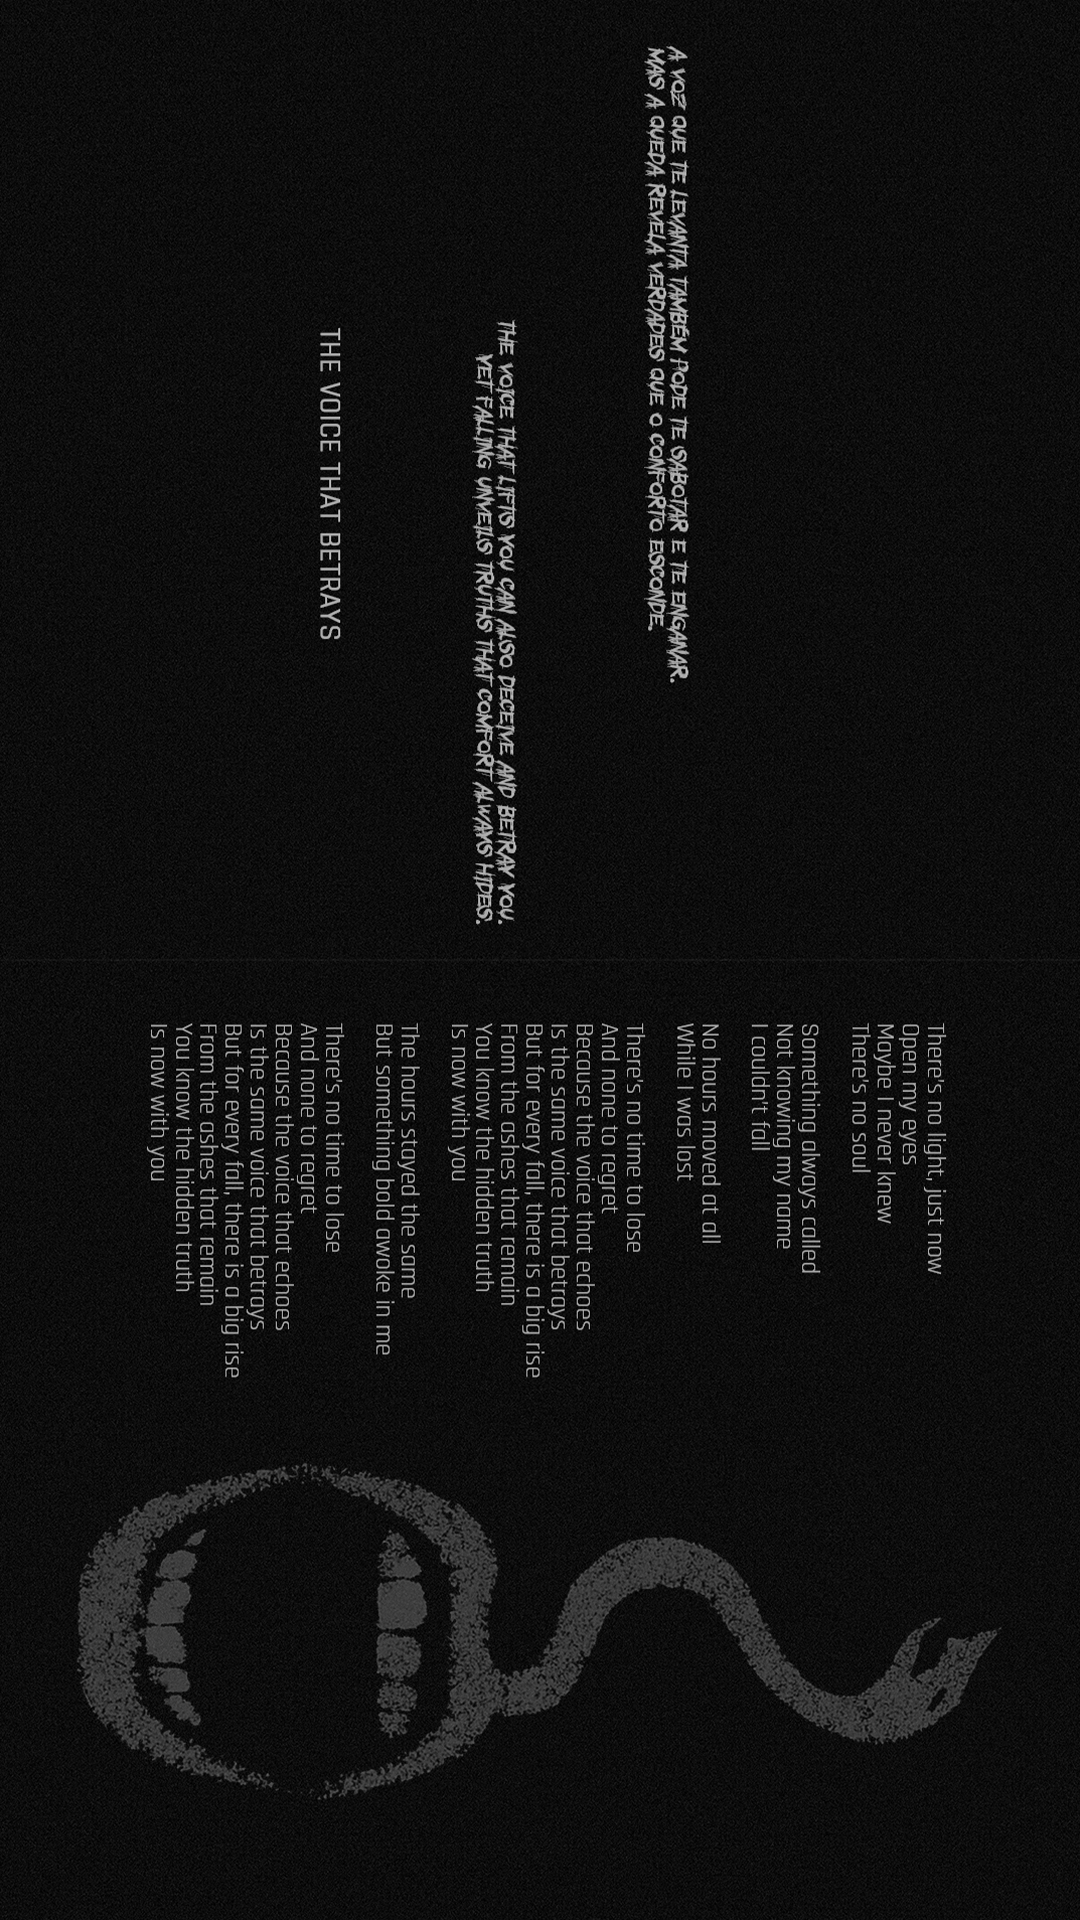 A VOZ QUE TE LEVANTA TAMBÉM PODE TE SABOTAR E TE ENGANAR.
MAS A QUEDA REVELA VERDADES QUE O CONFORTO ESCONDE.
THE VOICE THAT LIFTS YOU CAN ALSO DECEIVE AND BETRAY YOU.
YET FALLING UNVEILS TRUTHS THAT COMFORT ALWAYS HIDES.
THE VOICE THAT BETRAYS
There's no light, just now
Open my eyes
Maybe I never knew
There's no soul
Something always called
Not knowing my name
I couldn't fall
No hours moved at all
While I was lost
There's no time to lose
And none to regret
Because the voice that echoes
Is the same voice that betrays
But for every fall, there is a big rise
From the ashes that remain
You know the hidden truth
Is now with you
The hours stayed the same
But something bold awoke in me
There's no time to lose
And none to regret
Because the voice that echoes
Is the same voice that betrays
But for every fall, there is a big rise
From the ashes that remain
You know the hidden truth
Is now with you